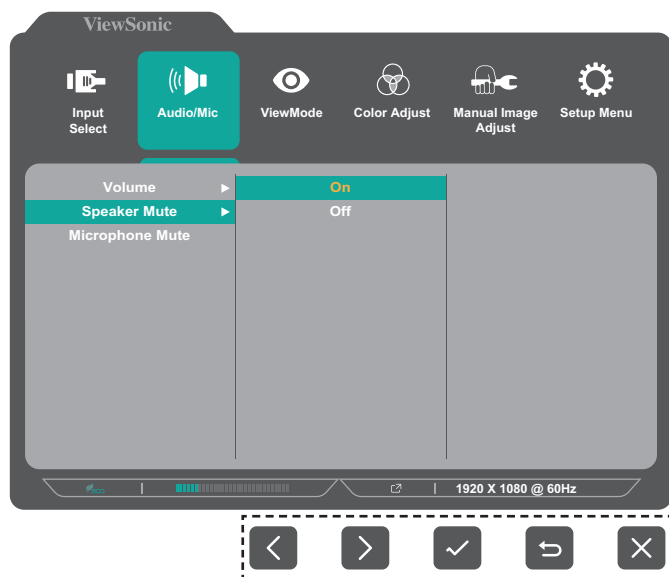 ViewSonic
Input
Select
Audio/Mic
ViewMode
Color Adjust
Manual Image
Adjust
Setup Menu
Volume
On
Speaker Mute
Off
Microphone Mute
eco
1920 X 1080 @ 60Hz